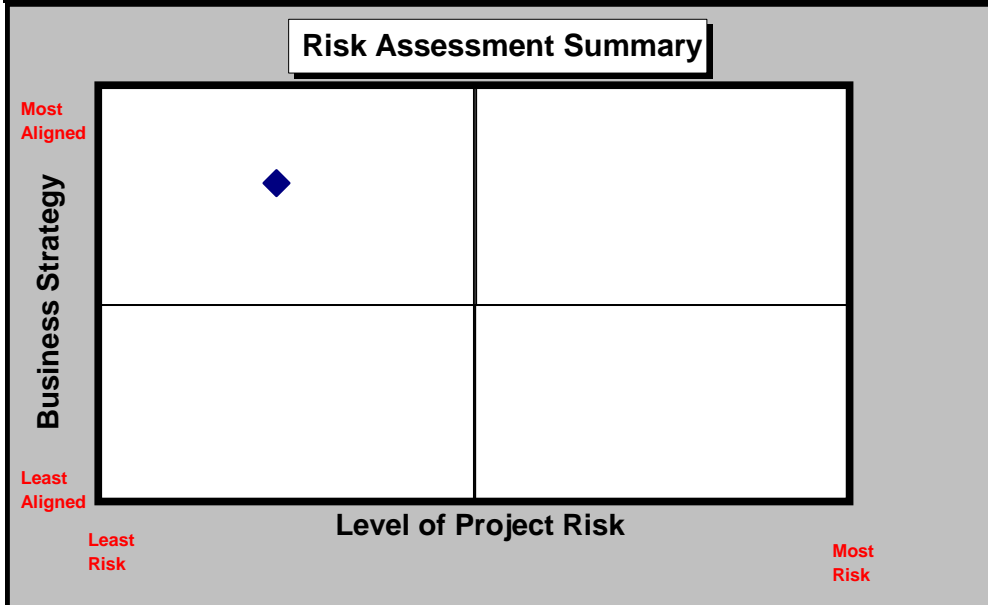 Risk Assessment Summary
Most
Aligned
Business Strategy
Least
Aligned
Level of Project Risk
Least
Risk
Most
Risk